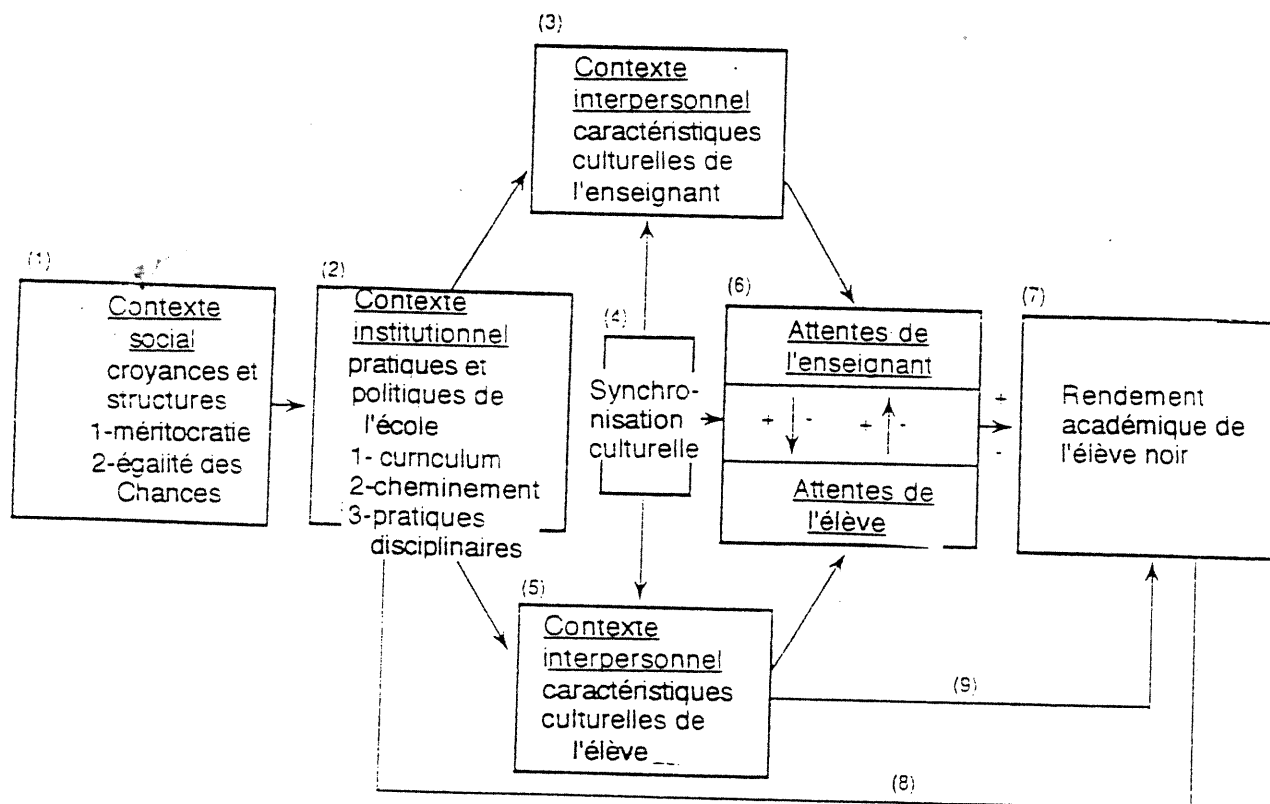 (3)
Contexte
interpersonnel
caractéristiques
culturelles de
l'enseignant
(1)
Contexte
social
croyances et
structures
1-méritocratie
2-égalité des
Chances
(2)
Contexte
institutionnel
pratiques et
politiques de
l'école
1- curriculum
2-cheminement
3-pratiques
disciplinaires
(4)
Synchro-
nisation
culturelle
(6)
Attentes de
l'enseignant
+ - + -
Attentes de
l'élève
+
-
(7)
Rendement
académique de
l'élève noir
(5)
Contexte
interpersonnel
caractéristiques
culturelles de
l'élève
(9)
(8)